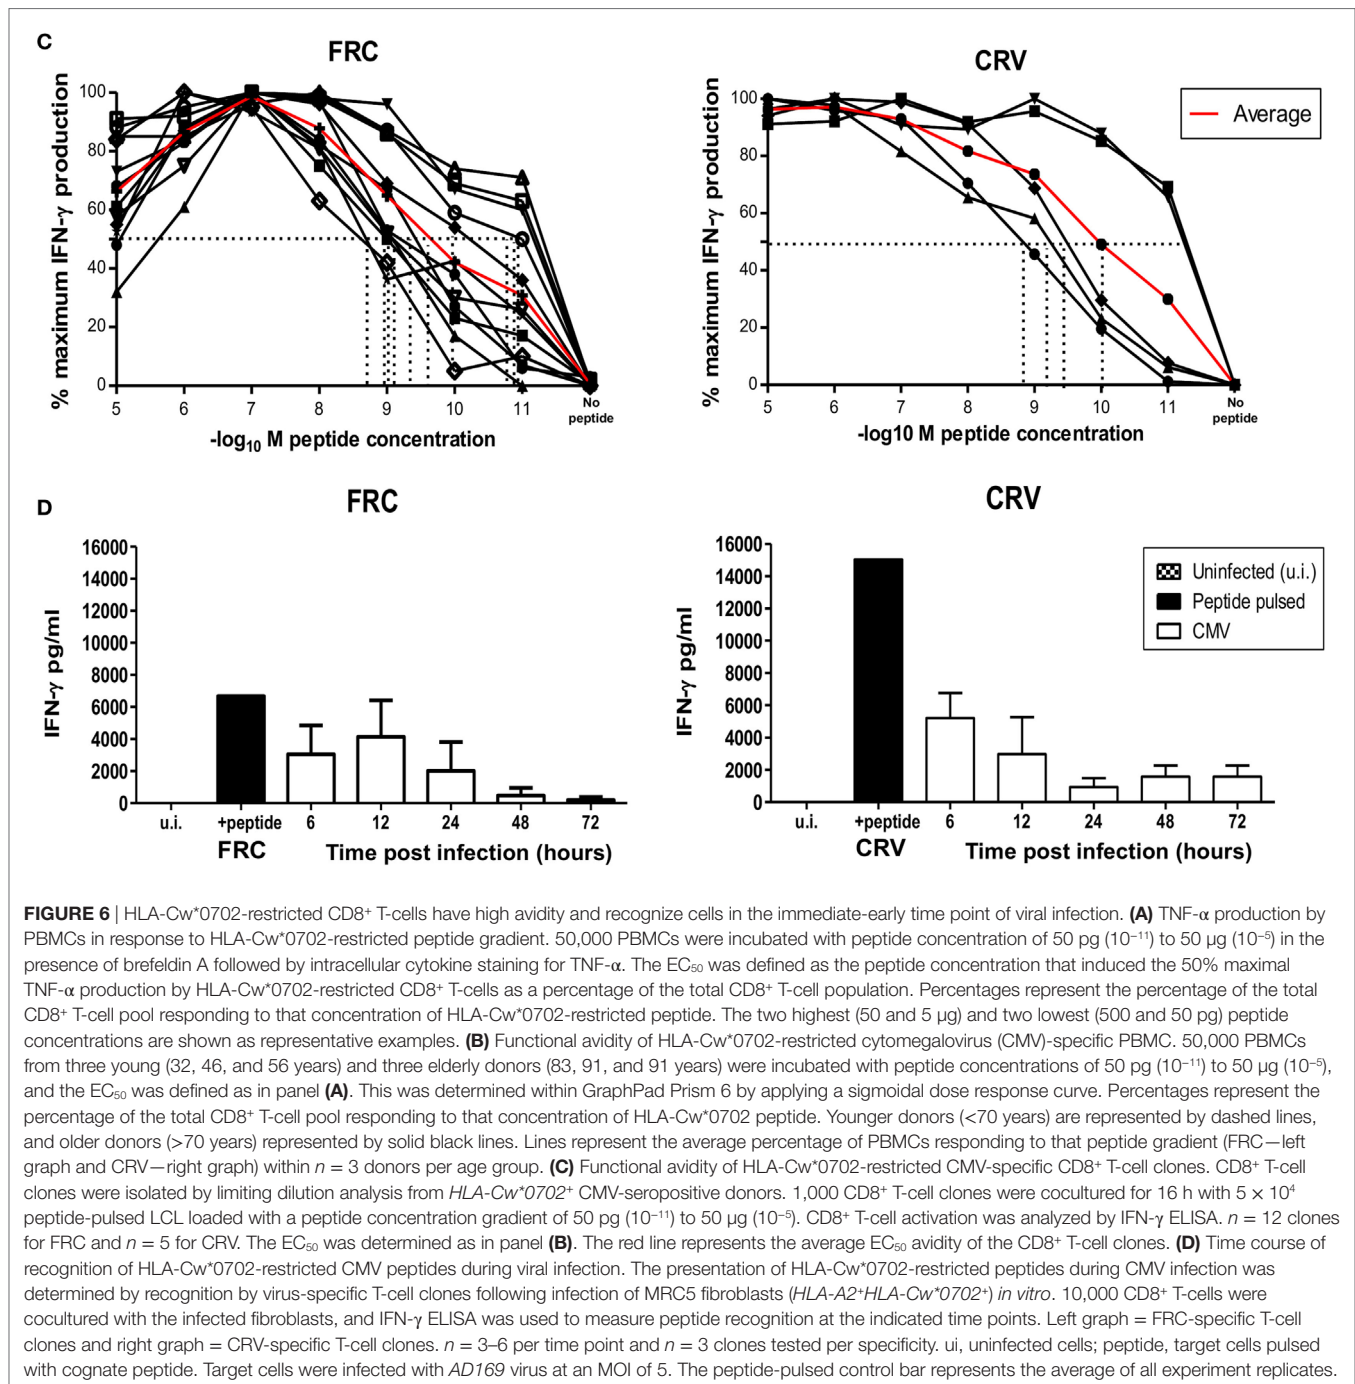 C
FRC
CRV
% maximum IFN-γ production
100
80
60
40
20
0
5 6 7 8 9 10 11 No peptide
-log10 M peptide concentration
% maximum IFN-γ production
100
80
60
40
20
0
5 6 7 8 9 10 11 No peptide
-log10 M peptide concentration
Average
D
FRC
CRV
IFN-γ pg/ml
16000
14000
12000
10000
8000
6000
4000
2000
0
u.i. +peptide 6 12 24 48 72
FRC Time post infection (hours)
IFN-γ pg/ml
16000
14000
12000
10000
8000
6000
4000
2000
0
u.i. +peptide 6 12 24 48 72
CRV Time post infection (hours)
Uninfected (u.i.)
Peptide pulsed
CMV
FIGURE 6 | HLA-Cw*0702-restricted CD8⁺ T-cells have high avidity and recognize cells in the immediate-early time point of viral infection. (A) TNF-α production by
PBMCs in response to HLA-Cw*0702-restricted peptide gradient. 50,000 PBMCs were incubated with peptide concentration of 50 pg (10⁻¹¹) to 50 µg (10⁻⁵) in the
presence of brefeldin A followed by intracellular cytokine staining for TNF-α. The EC₅₀ was defined as the peptide concentration that induced the 50% maximal
TNF-α production by HLA-Cw*0702-restricted CD8⁺ T-cells as a percentage of the total CD8⁺ T-cell population. Percentages represent the percentage of the total
CD8⁺ T-cell pool responding to that concentration of HLA-Cw*0702-restricted peptide. The two highest (50 and 5 µg) and two lowest (500 and 50 pg) peptide
concentrations are shown as representative examples. (B) Functional avidity of HLA-Cw*0702-restricted cytomegalovirus (CMV)-specific PBMC. 50,000 PBMCs
from three young (32, 46, and 56 years) and three elderly donors (83, 91, and 91 years) were incubated with peptide concentrations of 50 pg (10⁻¹¹) to 50 µg (10⁻⁵),
and the EC₅₀ was defined as in panel (A). This was determined within GraphPad Prism 6 by applying a sigmoidal dose response curve. Percentages represent the
percentage of the total CD8⁺ T-cell pool responding to that concentration of HLA-Cw*0702 peptide. Younger donors (<70 years) are represented by dashed lines,
and older donors (>70 years) represented by solid black lines. Lines represent the average percentage of PBMCs responding to that peptide gradient (FRC—left
graph and CRV—right graph) within n = 3 donors per age group. (C) Functional avidity of HLA-Cw*0702-restricted CMV-specific CD8⁺ T-cell clones. CD8⁺ T-cell
clones were isolated by limiting dilution analysis from HLA-Cw*0702⁺ CMV-seropositive donors. 1,000 CD8⁺ T-cell clones were cocultured for 16 h with 5 × 10⁴
peptide-pulsed LCL loaded with a peptide concentration gradient of 50 pg (10⁻¹¹) to 50 µg (10⁻⁵). CD8⁺ T-cell activation was analyzed by IFN-γ ELISA. n = 12 clones
for FRC and n = 5 for CRV. The EC₅₀ was determined as in panel (B). The red line represents the average EC₅₀ avidity of the CD8⁺ T-cell clones. (D) Time course of
recognition of HLA-Cw*0702-restricted CMV peptides during viral infection. The presentation of HLA-Cw*0702-restricted peptides during CMV infection was
determined by recognition by virus-specific T-cell clones following infection of MRC5 fibroblasts (HLA-A2⁺HLA-Cw*0702⁺) in vitro. 10,000 CD8⁺ T-cells were
cocultured with the infected fibroblasts, and IFN-γ ELISA was used to measure peptide recognition at the indicated time points. Left graph = FRC-specific T-cell
clones and right graph = CRV-specific T-cell clones. n = 3–6 per time point and n = 3 clones tested per specificity. ui, uninfected cells; peptide, target cells pulsed
with cognate peptide. Target cells were infected with AD169 virus at an MOI of 5. The peptide-pulsed control bar represents the average of all experiment replicates.